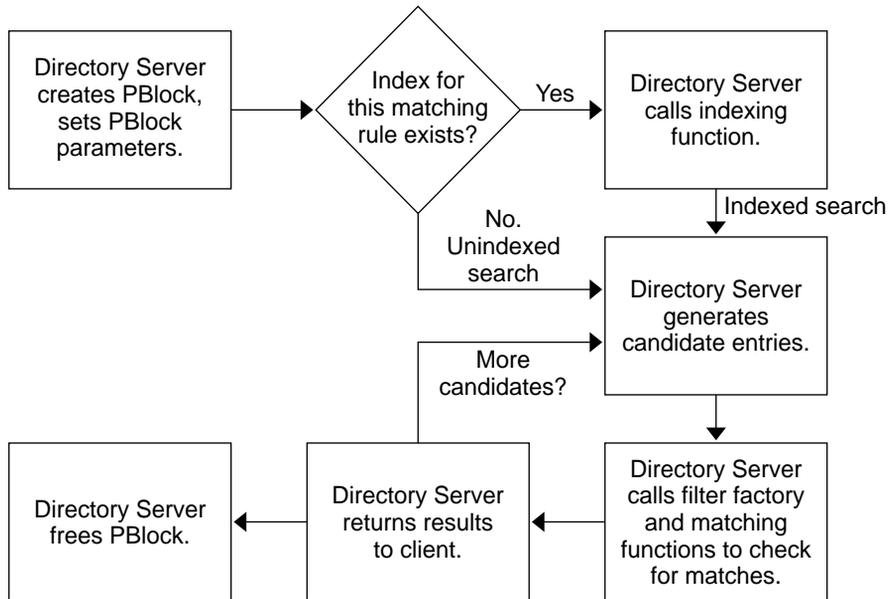 Directory Server
creates PBlock,
sets PBlock
parameters.
Index for
this matching
rule exists?
Yes
Directory Server
calls indexing
function.
Indexed search
No.
Unindexed
search
Directory Server
generates
candidate entries.
More
candidates?
Directory Server
frees PBlock.
Directory Server
returns results
to client.
Directory Server
calls filter factory
and matching
functions to check
for matches.